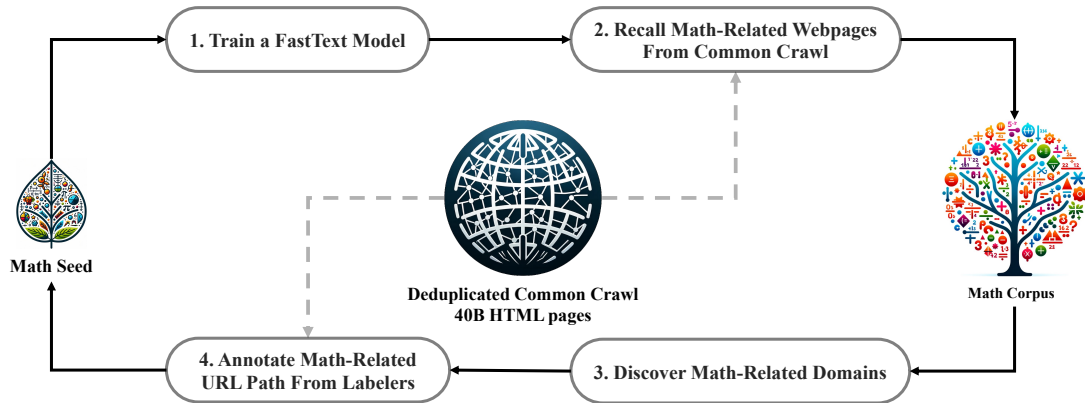 1. Train a FastText Model
2. Recall Math-Related Webpages
From Common Crawl
Math Seed
Deduplicated Common Crawl
40B HTML pages
Math Corpus
4. Annotate Math-Related
URL Path From Labelers
3. Discover Math-Related Domains